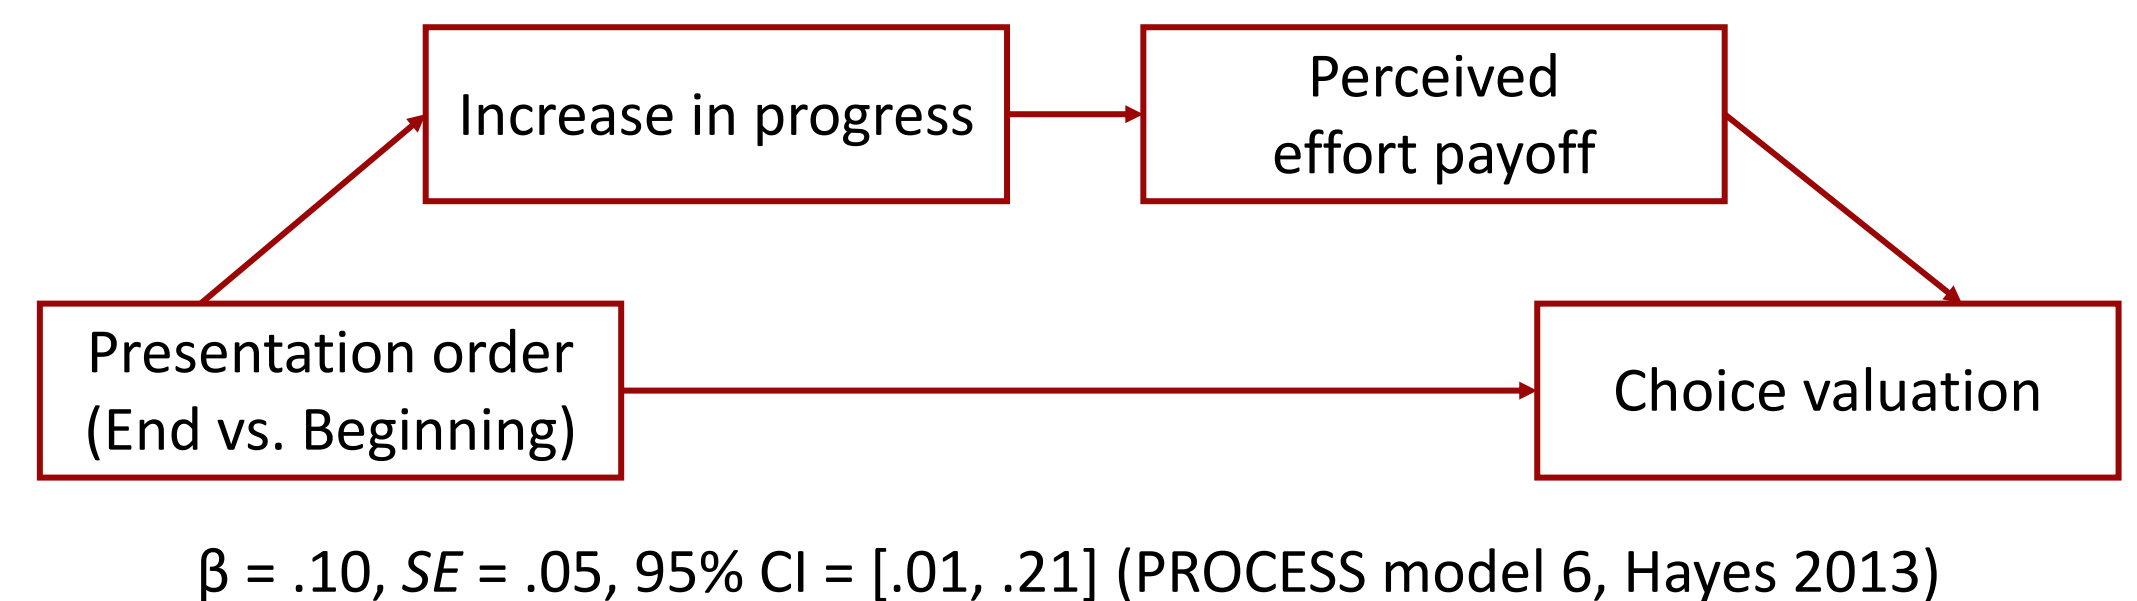 Increase in progress
Perceived
effort payoff
Presentation order
(End vs. Beginning)
Choice valuation
β = .10, SE = .05, 95% CI = [.01, .21] (PROCESS model 6, Hayes 2013)